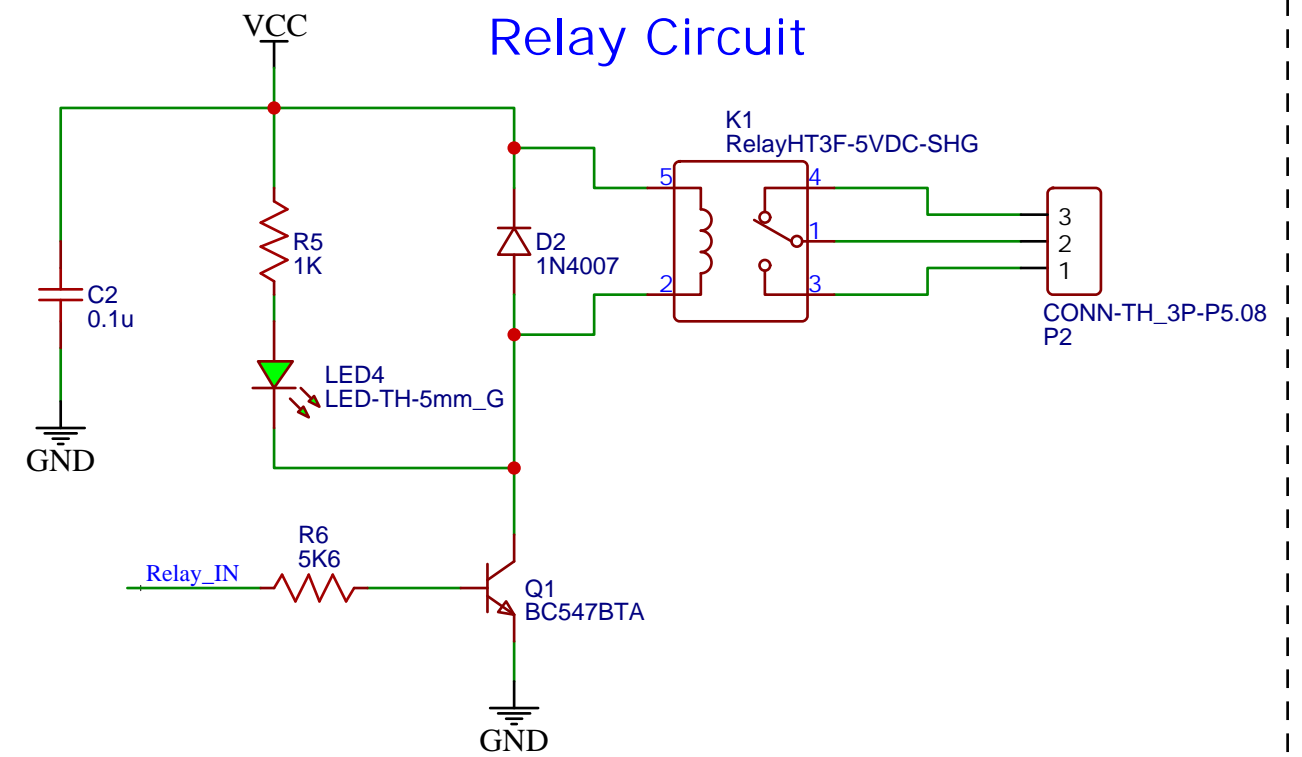 Relay Circuit
VCC
K1
RelayHT3F-5VDC-SHG
5
4
3
R5
1K
D2
1N4007
1
2
1
2
3
C2
0.1u
CONN-TH_3P-P5.08
P2
LED4
LED-TH-5mm_G
GND
R6
5K6
Relay_IN
Q1
BC547BTA
GND